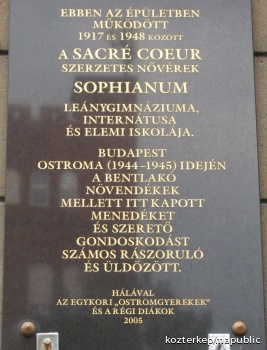 EBBEN AZ ÉPÜLETBEN
MŰKÖDÖTT
1917 ÉS 1948 KÖZÖTT
A SACRÉ COEUR
SZERZETES NŐVÉREK
SOPHIANUM
LEÁNYGIMNÁZIUMA,
INTERNÁTUSA
ÉS ELEMI ISKOLÁJA.
BUDAPEST
OSTROMA (1944–1945) IDEJÉN
A BENTLAKÓ
NÖVENDÉKEK
MELLETT ITT KAPOTT
MENEDÉKET
ÉS SZERETŐ
GONDOSKODÁST
SZÁMOS RÁSZORULÓ
ÉS ÜLDÖZÖTT.
HÁLÁVAL
AZ EGYKORI „OSTROMGYEREKEK”
ÉS A RÉGI DIÁKOK
2005
kozterkep/mapublic